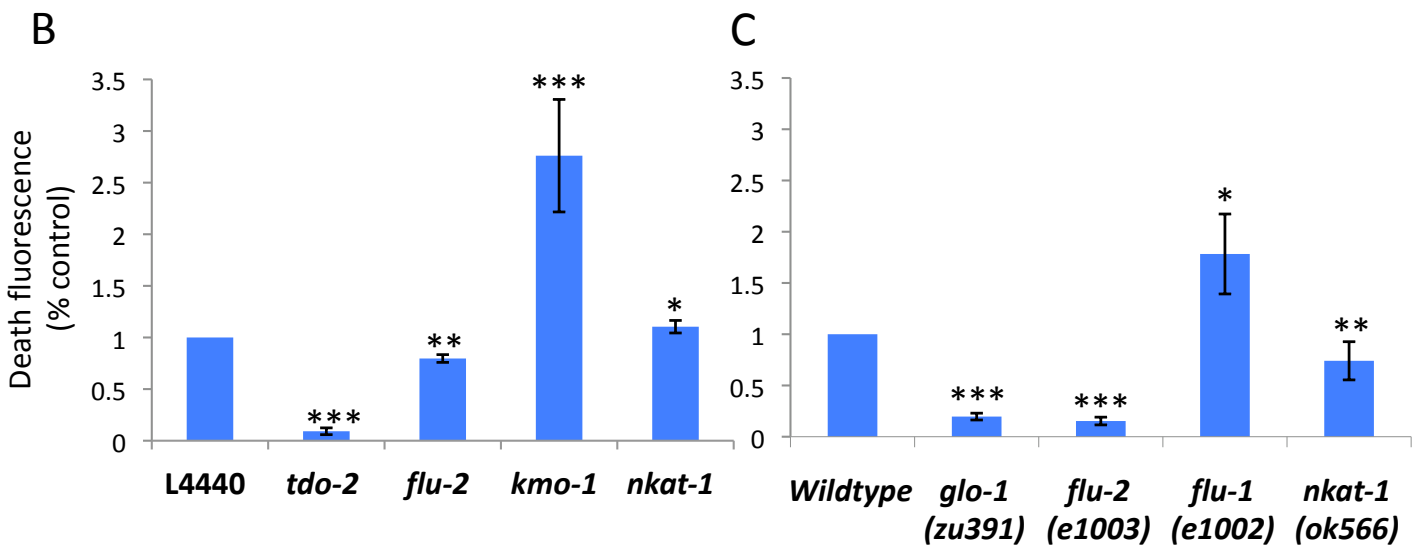 B
Death fluorescence
(% control)
3.5
3
2.5
2
1.5
1
0.5
0
***
**
***
*
L4440
tdo-2
flu-2
kmo-1
nkat-1
C
3.5
3
2.5
2
1.5
1
0.5
0
***
***
*
**
Wildtype
glo-1
(zu391)
flu-2
(e1003)
flu-1
(e1002)
nkat-1
(ok566)